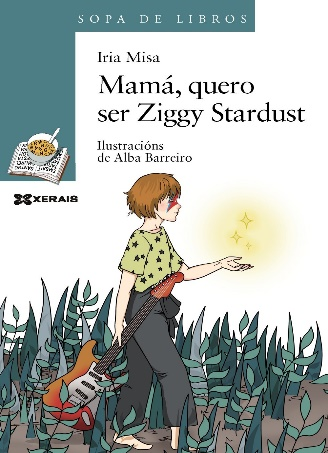 SOPA DE LIBROS
Iria Misa
Mamá, quero
ser Ziggy Stardust
Ilustracións
de Alba Barreiro
XERAIS